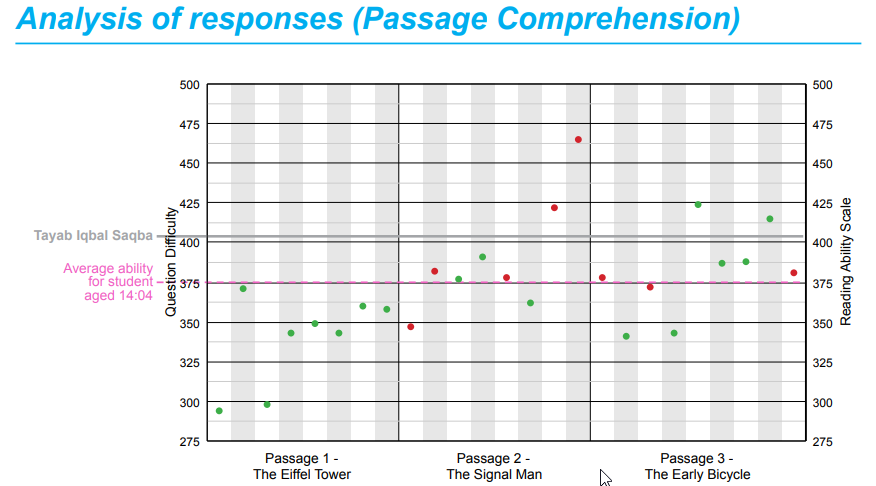 Analysis of responses (Passage Comprehension)
500
475
450
425
400
375
350
325
300
275
Question Difficulty
Tayab Iqbal Saqba
Average ability
for student
aged 14:04
500
475
450
425
400
375
350
325
300
275
Reading Ability Scale
Passage 1 -
The Eiffel Tower
Passage 2 -
The Signal Man
Passage 3 -
The Early Bicycle